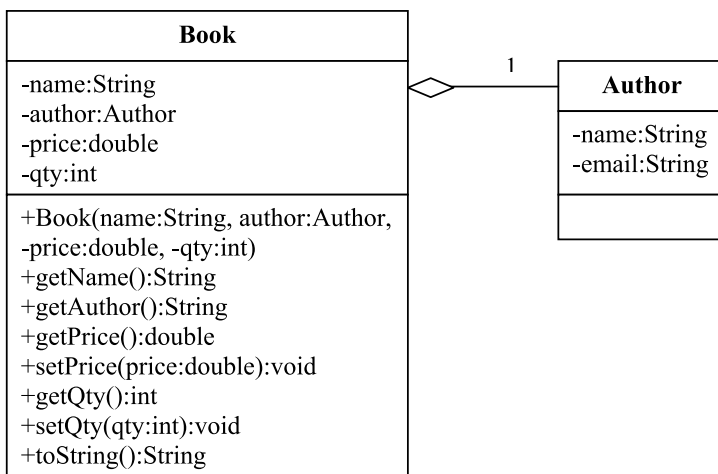 Book
-name:String
-author:Author
-price:double
-qty:int
+Book(name:String, author:Author,
-price:double, -qty:int)
+getName():String
+getAuthor():String
+getPrice():double
+setPrice(price:double):void
+getQty():int
+setQty(qty:int):void
+toString():String
1
Author
-name:String
-email:String